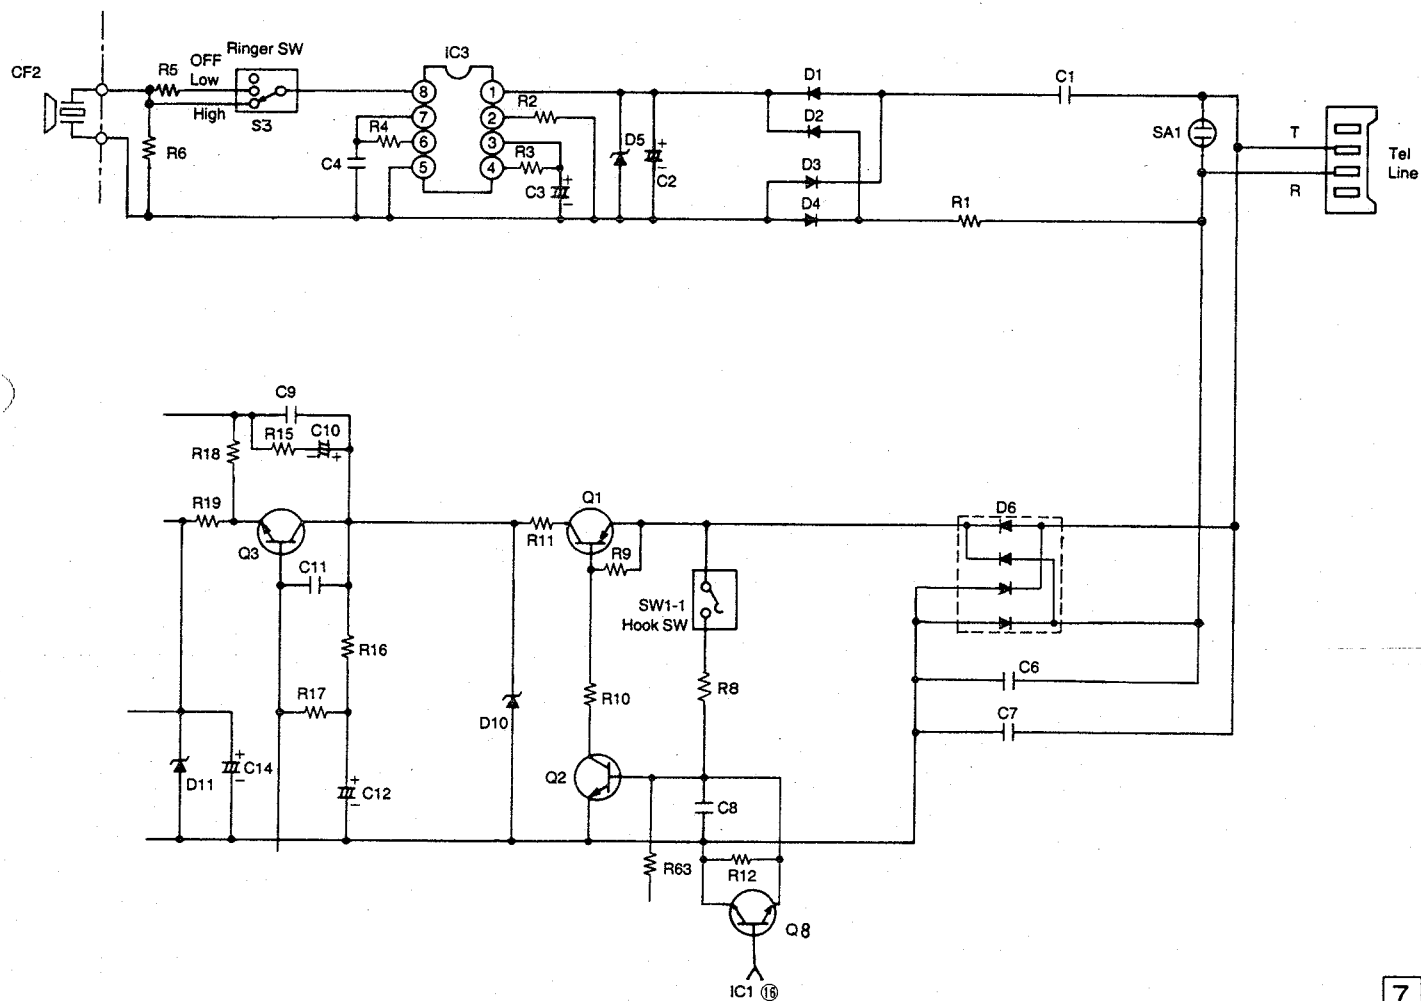 Ringer SW
IC3
CF2
R5
OFF
Low
High
S3
R6
8
7
6
5
1
2
3
4
R4
C4
R2
R3
C3
+
-
D5
+
-
C2
D1
D2
D3
D4
C1
R1
SA1
T
R
Tel
Line
C9
R15
C10
-
+
R18
R19
Q3
C11
R16
R17
D11
+
-
C14
+
-
C12
Q1
R11
R9
D10
R10
Q2
SW1-1
Hook SW
R8
C8
R63
R12
Q8
IC1 ⑯
D6
C6
C7
7